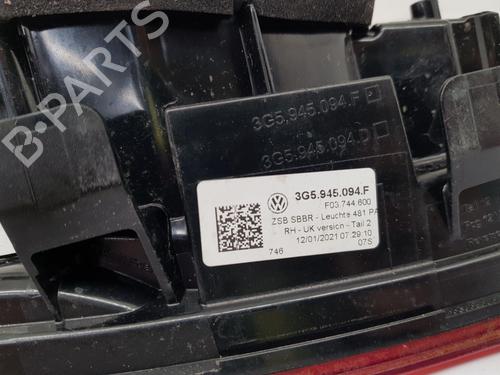 B-PARTS
3G5.945.094.F
3G5.945.094.D
3G5.945.094.F
F03.744.600
ZSB SBBR - Leuchte 481 PA
RH - UK version - Tail 2
12/01/2021 07:29:10
746
07S